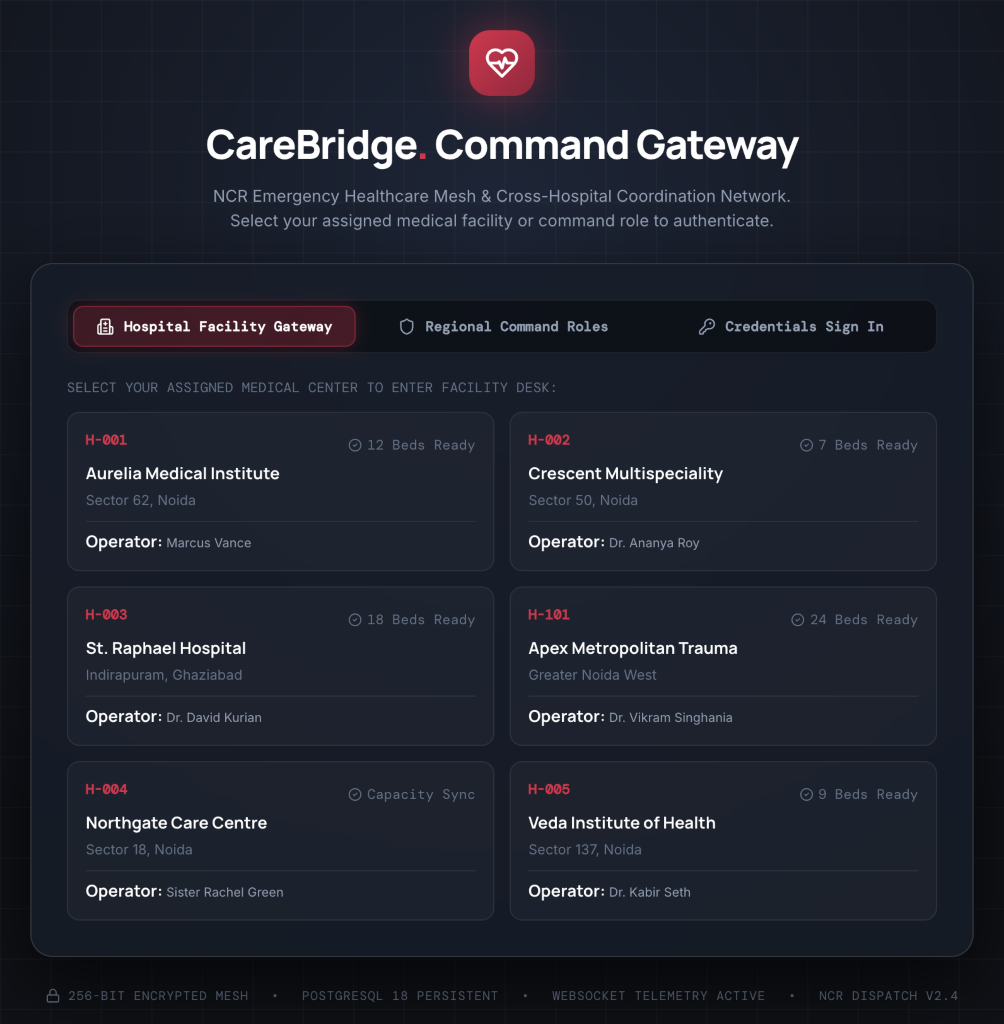 CareBridge. Command Gateway
NCR Emergency Healthcare Mesh & Cross-Hospital Coordination Network.
Select your assigned medical facility or command role to authenticate.
Hospital Facility Gateway
Regional Command Roles
Credentials Sign In
SELECT YOUR ASSIGNED MEDICAL CENTER TO ENTER FACILITY DESK:
H-001
12 Beds Ready
Aurelia Medical Institute
Sector 62, Noida
Operator: Marcus Vance
H-002
7 Beds Ready
Crescent Multispeciality
Sector 50, Noida
Operator: Dr. Ananya Roy
H-003
18 Beds Ready
St. Raphael Hospital
Indirapuram, Ghaziabad
Operator: Dr. David Kurian
H-101
24 Beds Ready
Apex Metropolitan Trauma
Greater Noida West
Operator: Dr. Vikram Singhania
H-004
Capacity Sync
Northgate Care Centre
Sector 18, Noida
Operator: Sister Rachel Green
H-005
9 Beds Ready
Veda Institute of Health
Sector 137, Noida
Operator: Dr. Kabir Seth
256-BIT ENCRYPTED MESH • POSTGRESQL 18 PERSISTENT • WEBSOCKET TELEMETRY ACTIVE • NCR DISPATCH V2.4